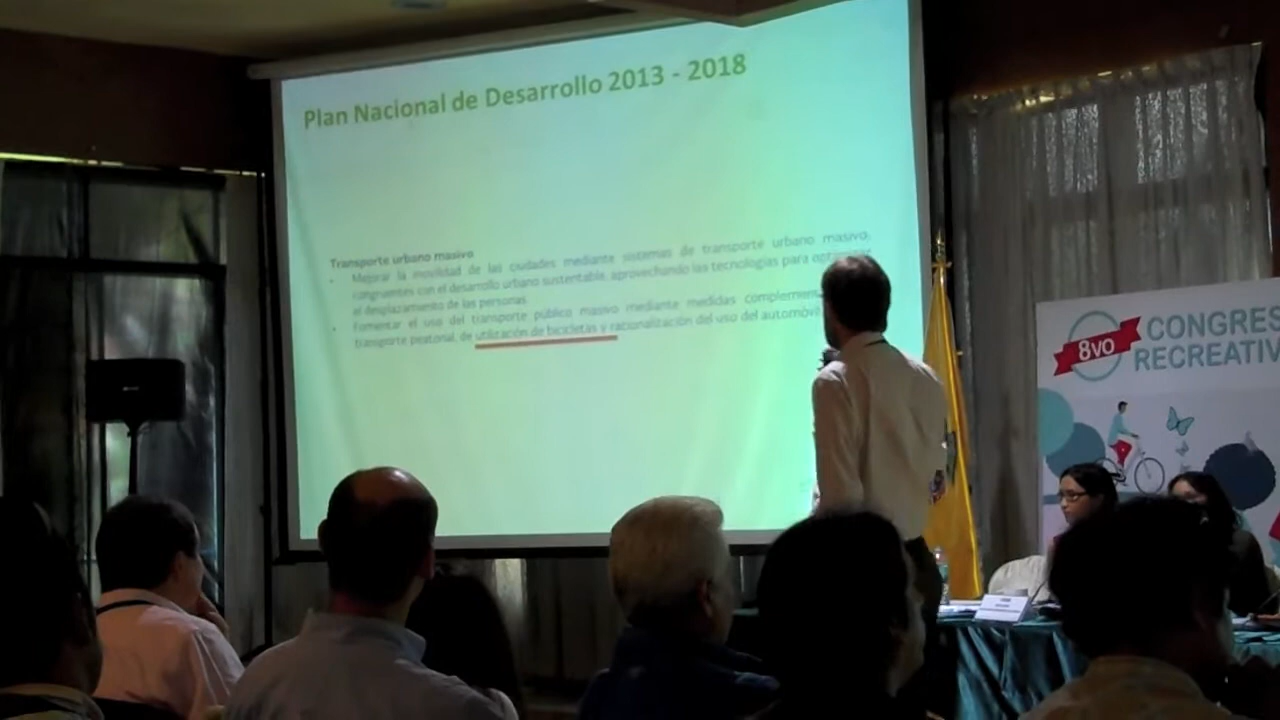 Plan Nacional de Desarrollo 2013 - 2018
Transporte urbano masivo
• Mejorar la movilidad de las ciudades mediante sistemas de transporte urbano masivo,
congruentes con el desarrollo urbano sustentable, aprovechando las tecnologías para
el desplazamiento de las personas
• Fomentar el uso del transporte público masivo mediante medidas
transporte peatonal, de utilización de bicicletas y racionalización del uso del
8VO
CONGRES
RECREATIV